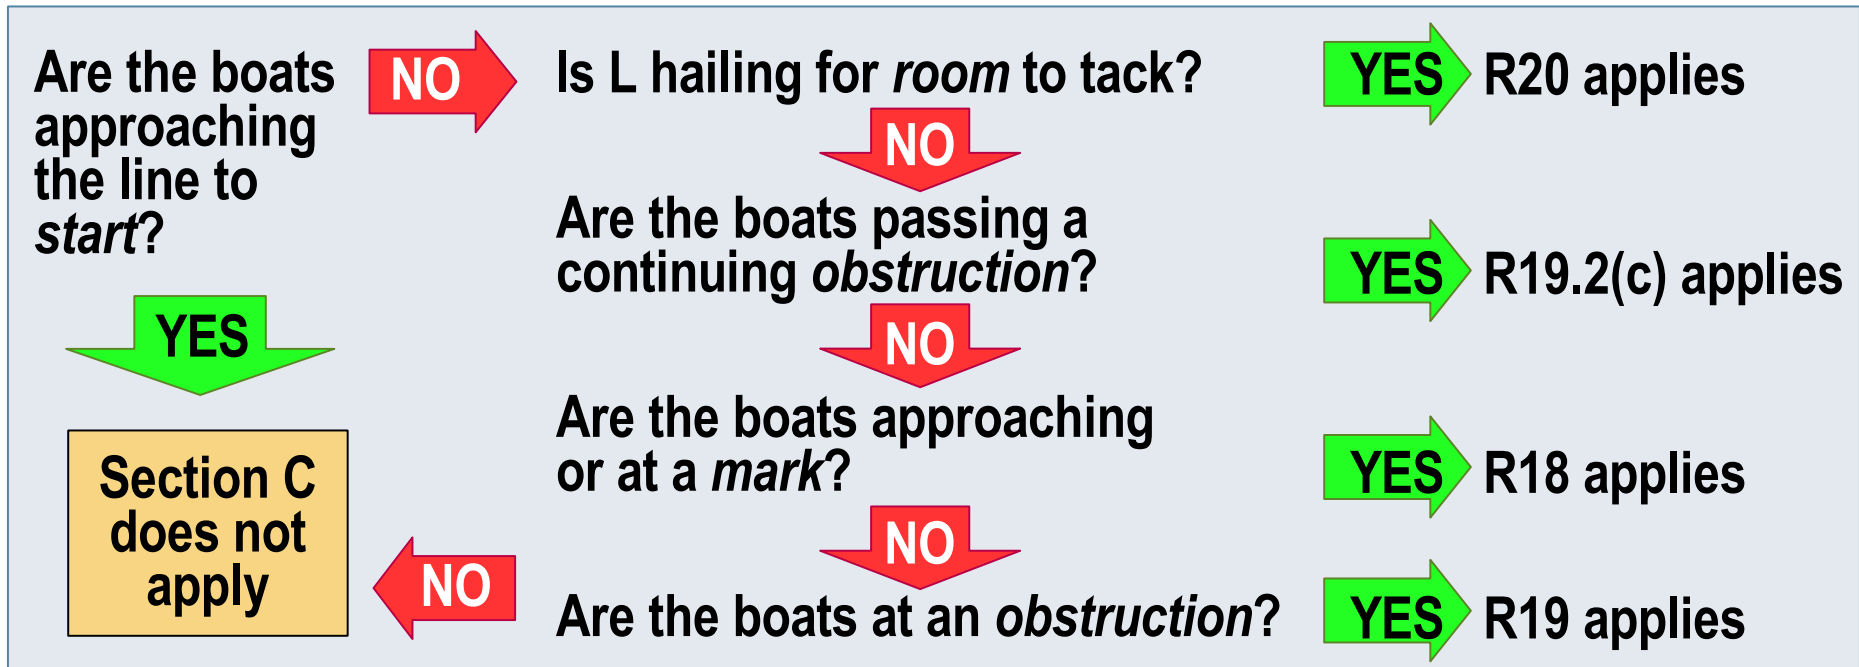 Are the boats
approaching
the line to
start?
NO
YES
Section C
does not
apply
Is L hailing for room to tack?
YES
R20 applies
NO
Are the boats passing a
continuing obstruction?
YES
R19.2(c) applies
NO
Are the boats approaching
or at a mark?
YES
R18 applies
NO
Are the boats at an obstruction?
YES
R19 applies
NO